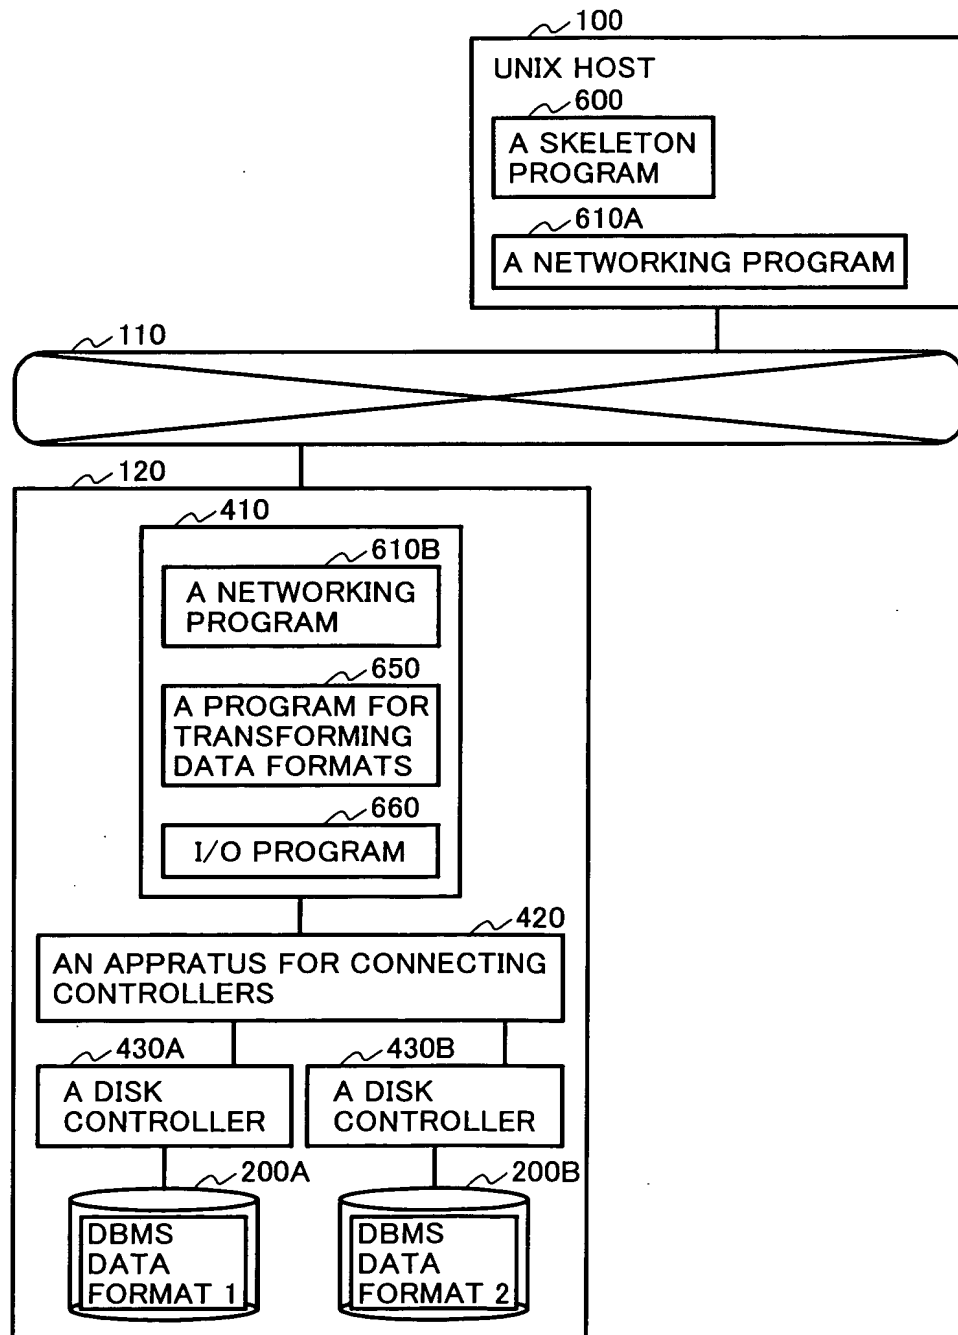 100
UNIX HOST
600
A SKELETON
PROGRAM
610A
A NETWORKING PROGRAM
110
120
410
610B
A NETWORKING
PROGRAM
650
A PROGRAM FOR
TRANSFORMING
DATA FORMATS
660
I/O PROGRAM
420
AN APPRATUS FOR CONNECTING
CONTROLLERS
430A
A DISK
CONTROLLER
430B
A DISK
CONTROLLER
200A
DBMS
DATA
FORMAT 1
200B
DBMS
DATA
FORMAT 2